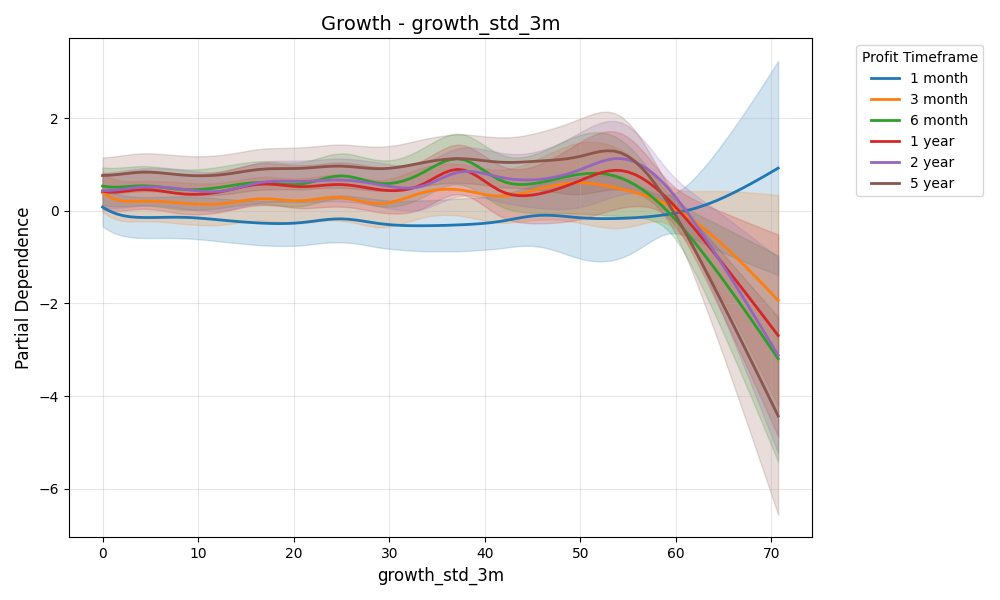 Growth - growth_std_3m
Profit Timeframe
1 month
3 month
6 month
1 year
2 year
5 year
Partial Dependence
2
0
−2
−4
−6
0 10 20 30 40 50 60 70
growth_std_3m